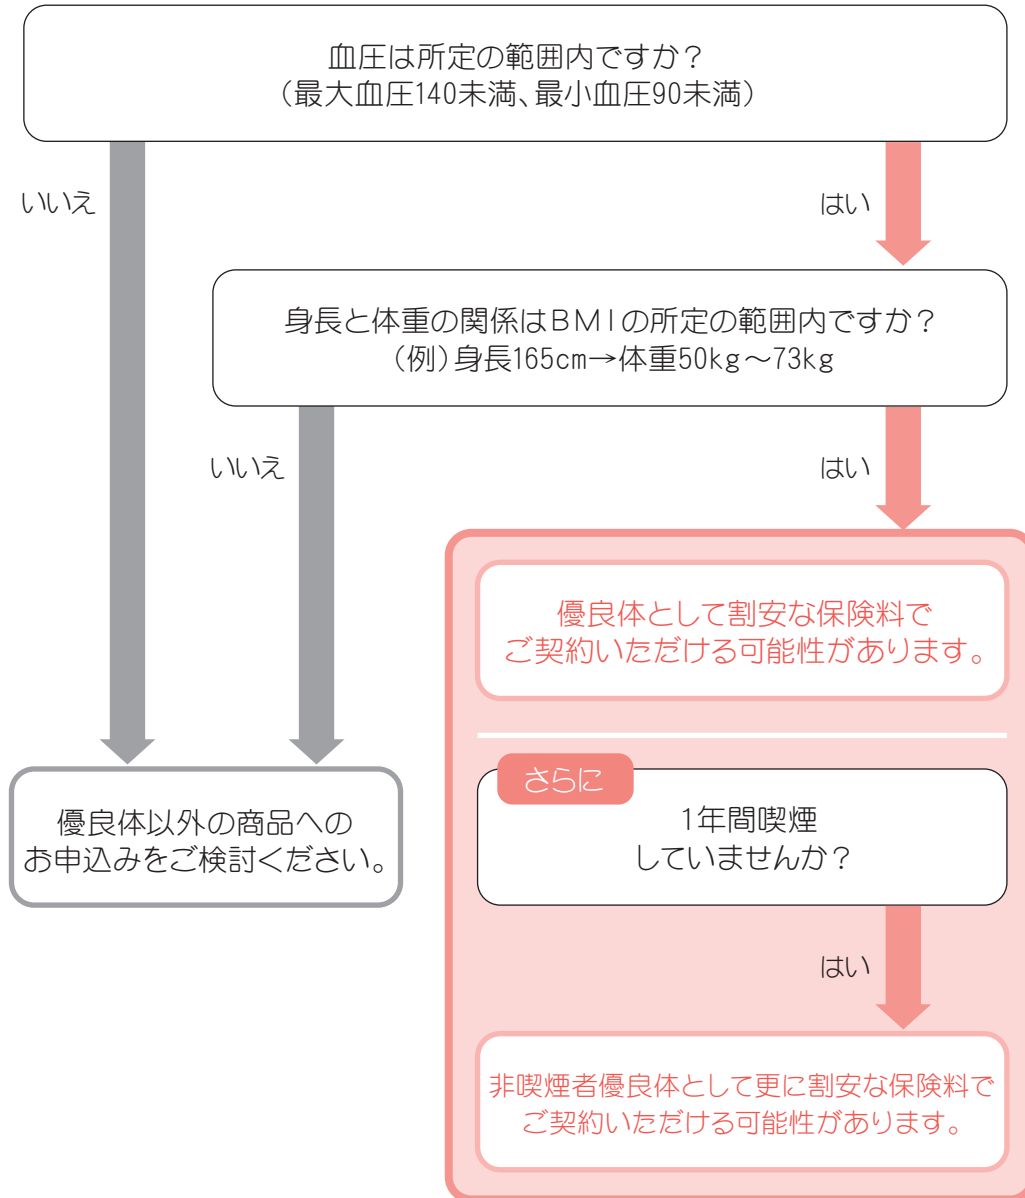 血圧は所定の範囲内ですか？
（最大血圧140未満、最小血圧90未満）
いいえ
はい
身長と体重の関係はＢＭＩの所定の範囲内ですか？
（例）身長165cm→体重50kg～73kg
いいえ
はい
優良体として割安な保険料で
ご契約いただける可能性があります。
さらに
1年間喫煙
していませんか？
優良体以外の商品への
お申込みをご検討ください。
はい
非喫煙者優良体として更に割安な保険料で
ご契約いただける可能性があります。